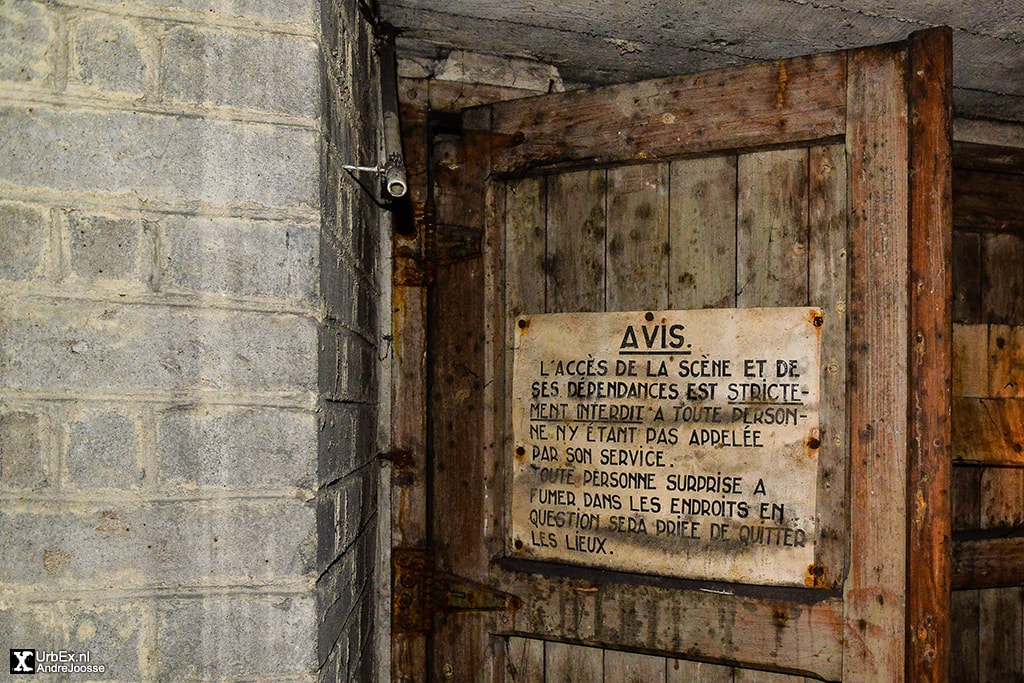 AVIS.
L'ACCÈS DE LA SCÈNE ET DE
SES DÉPENDANCES EST STRICTE-
MENT INTERDIT A TOUTE PERSON-
NE N'Y ÉTANT PAS APPELÉE
PAR SON SERVICE.
TOUTE PERSONNE SURPRISE A
FUMER DANS LES ENDROITS EN
QUESTION SERA PRIÉE DE QUITTER
LES LIEUX.
X UrbEx.nl
AndreJoosse